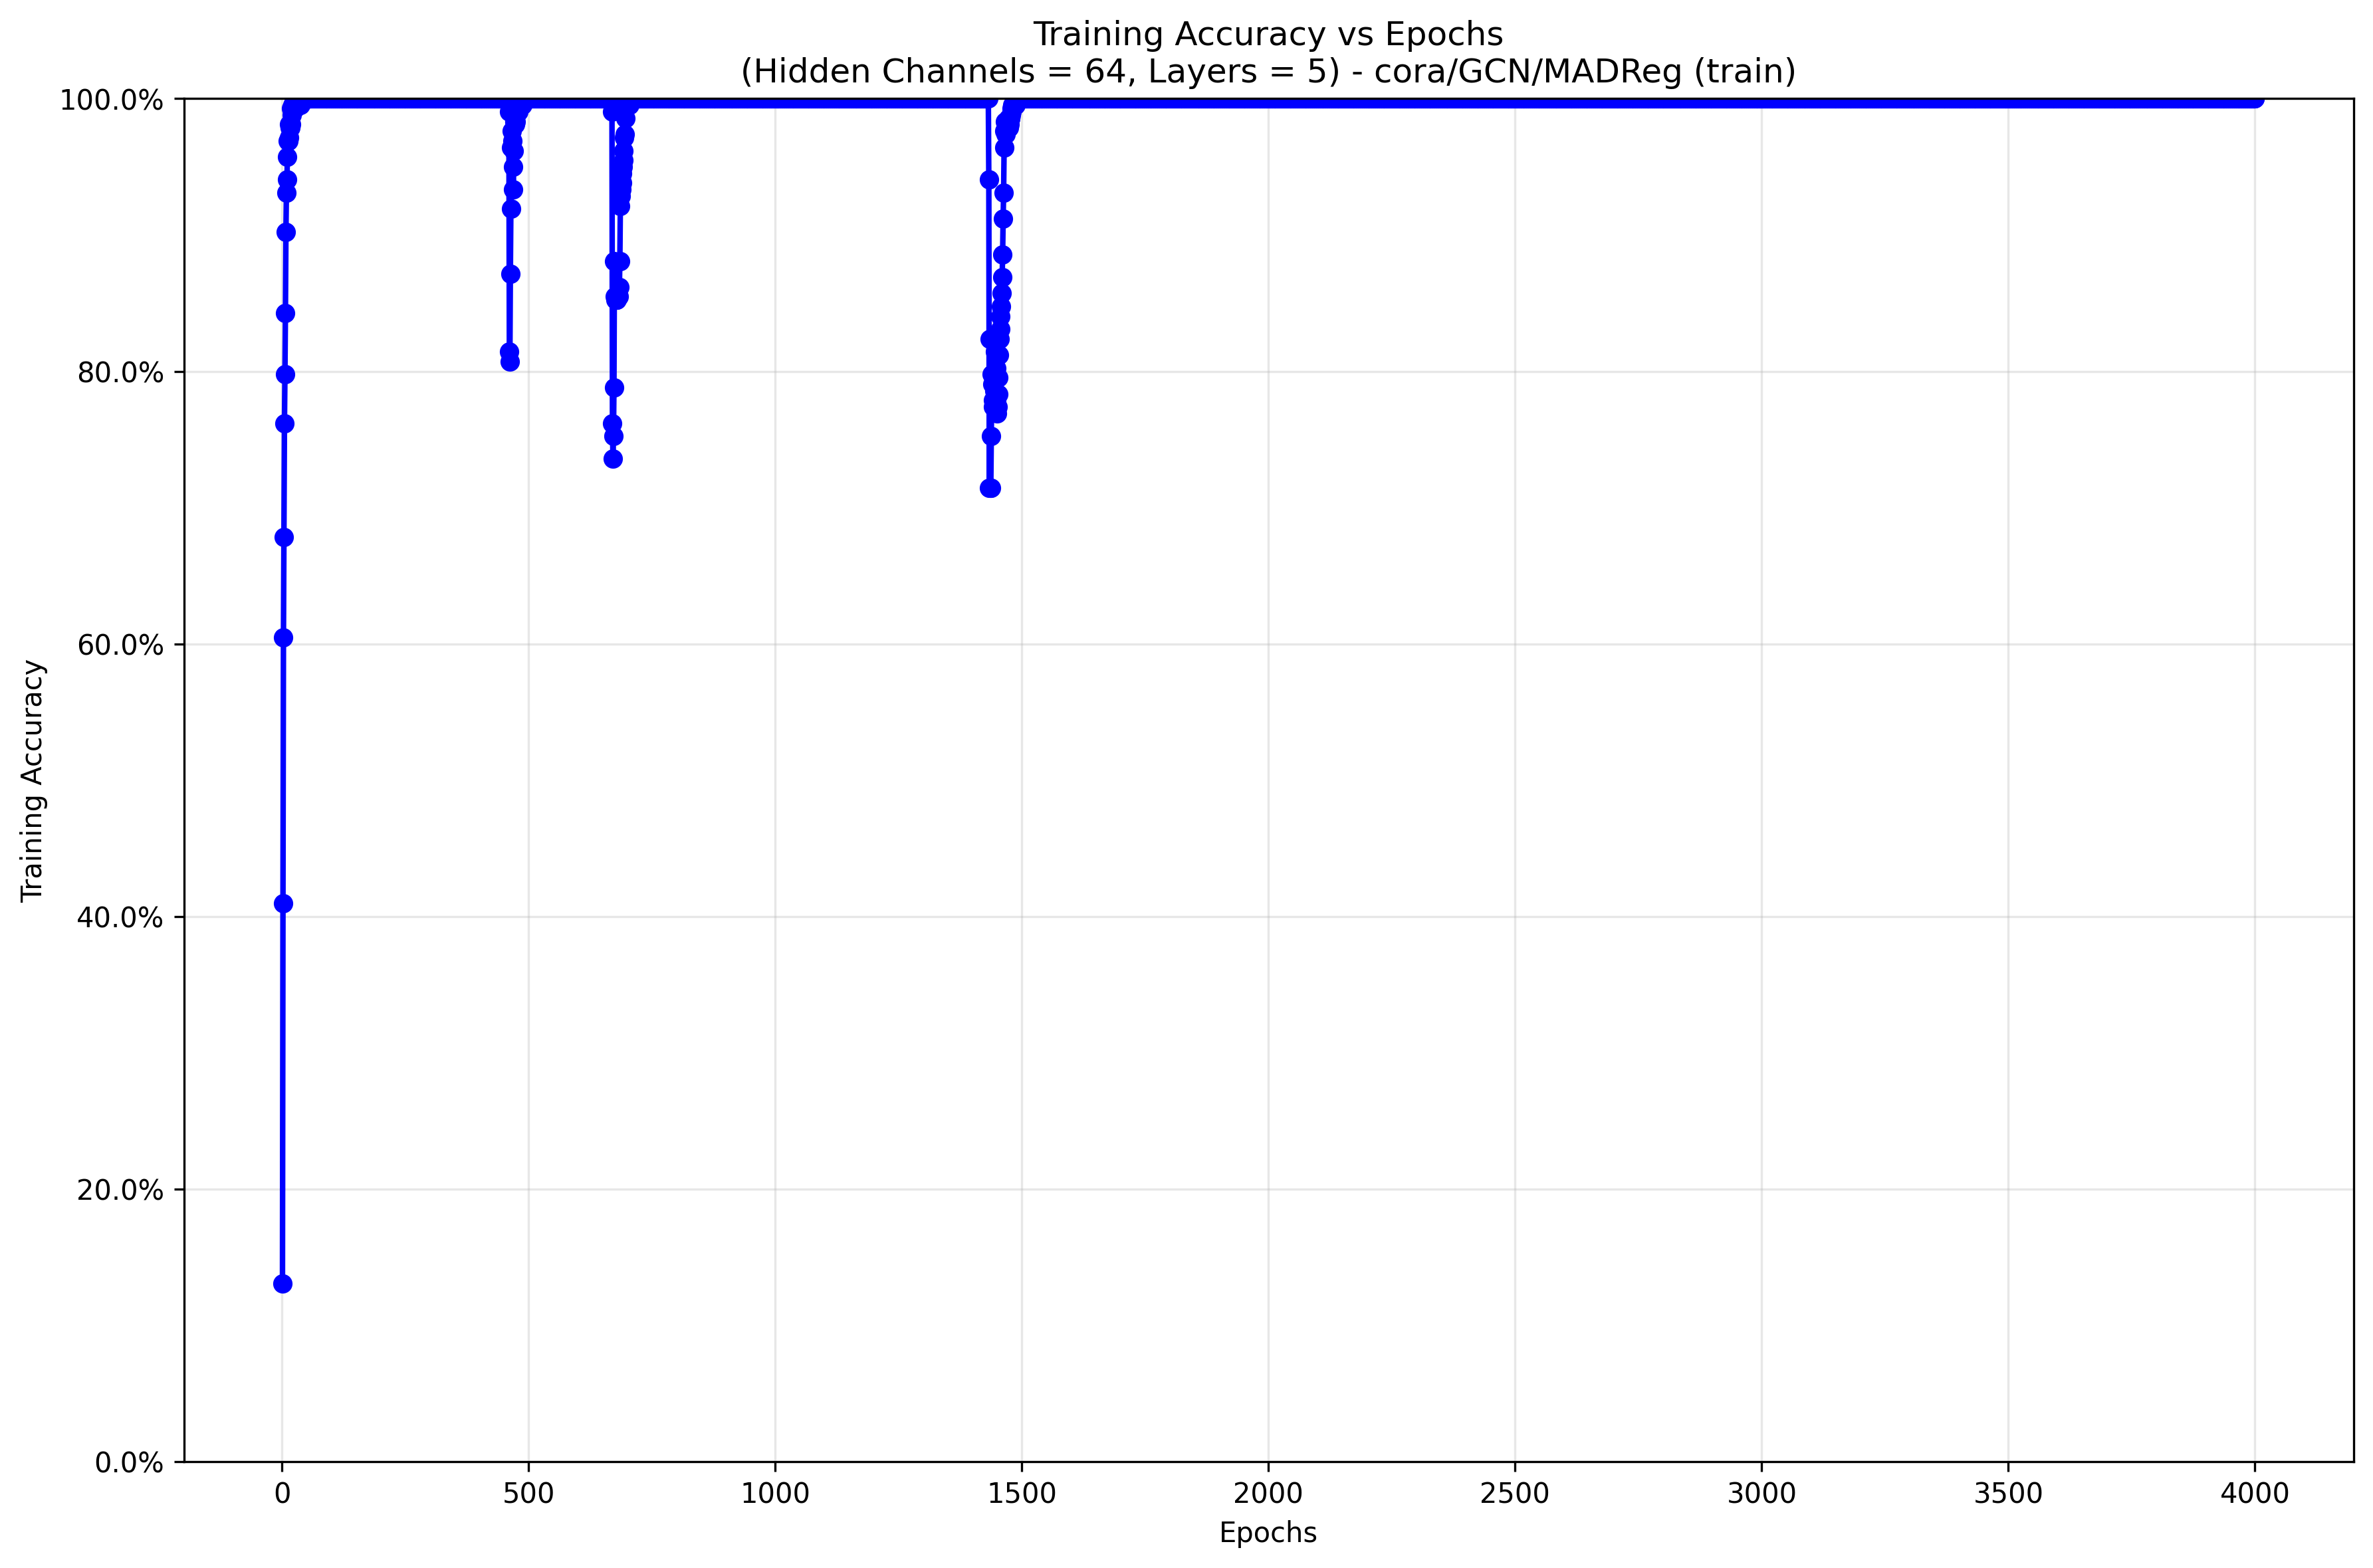 Training Accuracy vs Epochs
(Hidden Channels = 64, Layers = 5) - cora/GCN/MADReg (train)
Training Accuracy
100.0%
80.0%
60.0%
40.0%
20.0%
0.0%
0 500 1000 1500 2000 2500 3000 3500 4000
Epochs